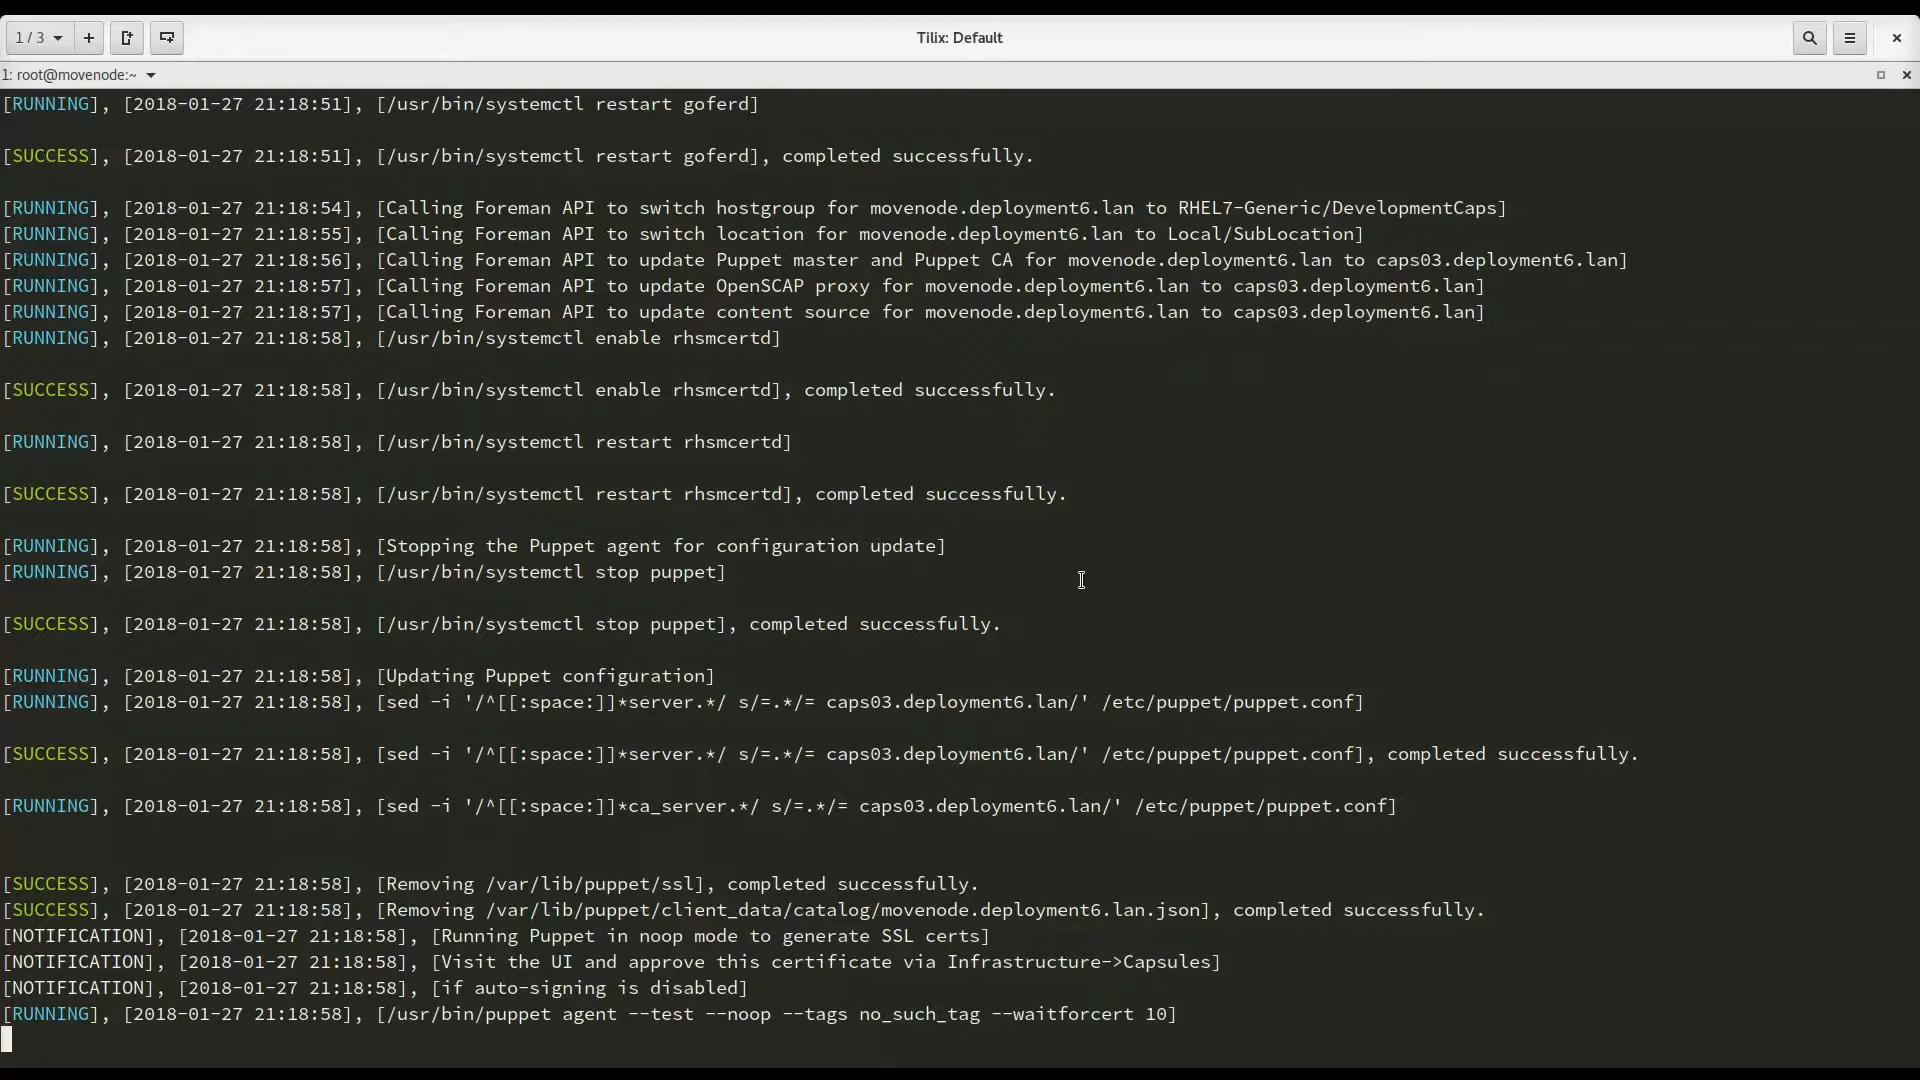 1 / 3
Tilix: Default
1: root@movenode:~
[RUNNING], [2018-01-27 21:18:51], [/usr/bin/systemctl restart goferd]
[SUCCESS], [2018-01-27 21:18:51], [/usr/bin/systemctl restart goferd], completed successfully.
[RUNNING], [2018-01-27 21:18:54], [Calling Foreman API to switch hostgroup for movenode.deployment6.lan to RHEL7-Generic/DevelopmentCaps]
[RUNNING], [2018-01-27 21:18:55], [Calling Foreman API to switch location for movenode.deployment6.lan to Local/SubLocation]
[RUNNING], [2018-01-27 21:18:56], [Calling Foreman API to update Puppet master and Puppet CA for movenode.deployment6.lan to caps03.deployment6.lan]
[RUNNING], [2018-01-27 21:18:57], [Calling Foreman API to update OpenSCAP proxy for movenode.deployment6.lan to caps03.deployment6.lan]
[RUNNING], [2018-01-27 21:18:57], [Calling Foreman API to update content source for movenode.deployment6.lan to caps03.deployment6.lan]
[RUNNING], [2018-01-27 21:18:58], [/usr/bin/systemctl enable rhsmcertd]
[SUCCESS], [2018-01-27 21:18:58], [/usr/bin/systemctl enable rhsmcertd], completed successfully.
[RUNNING], [2018-01-27 21:18:58], [/usr/bin/systemctl restart rhsmcertd]
[SUCCESS], [2018-01-27 21:18:58], [/usr/bin/systemctl restart rhsmcertd], completed successfully.
[RUNNING], [2018-01-27 21:18:58], [Stopping the Puppet agent for configuration update]
[RUNNING], [2018-01-27 21:18:58], [/usr/bin/systemctl stop puppet]
[SUCCESS], [2018-01-27 21:18:58], [/usr/bin/systemctl stop puppet], completed successfully.
[RUNNING], [2018-01-27 21:18:58], [Updating Puppet configuration]
[RUNNING], [2018-01-27 21:18:58], [sed -i '/^[[:space:]]*server.*/ s/=.*/= caps03.deployment6.lan/' /etc/puppet/puppet.conf]
[SUCCESS], [2018-01-27 21:18:58], [sed -i '/^[[:space:]]*server.*/ s/=.*/= caps03.deployment6.lan/' /etc/puppet/puppet.conf], completed successfully.
[RUNNING], [2018-01-27 21:18:58], [sed -i '/^[[:space:]]*ca_server.*/ s/=.*/= caps03.deployment6.lan/' /etc/puppet/puppet.conf]
[SUCCESS], [2018-01-27 21:18:58], [Removing /var/lib/puppet/ssl], completed successfully.
[SUCCESS], [2018-01-27 21:18:58], [Removing /var/lib/puppet/client_data/catalog/movenode.deployment6.lan.json], completed successfully.
[NOTIFICATION], [2018-01-27 21:18:58], [Running Puppet in noop mode to generate SSL certs]
[NOTIFICATION], [2018-01-27 21:18:58], [Visit the UI and approve this certificate via Infrastructure->Capsules]
[NOTIFICATION], [2018-01-27 21:18:58], [if auto-signing is disabled]
[RUNNING], [2018-01-27 21:18:58], [/usr/bin/puppet agent --test --noop --tags no_such_tag --waitforcert 10]